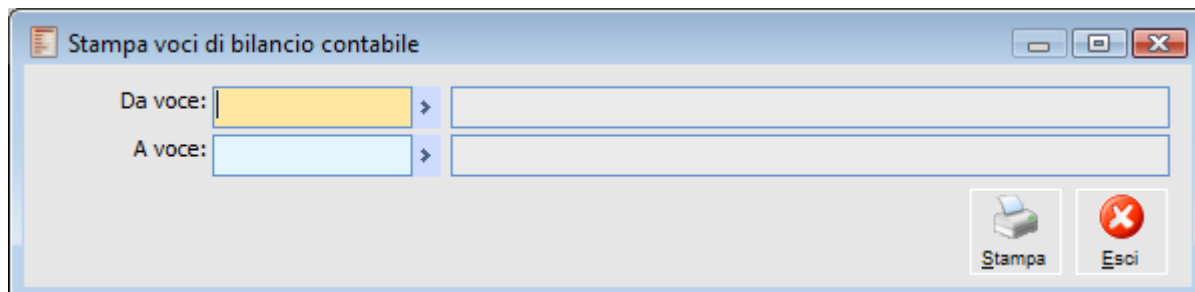 Stampa voci di bilancio contabile
Da voce:
A voce:
Stampa Esci